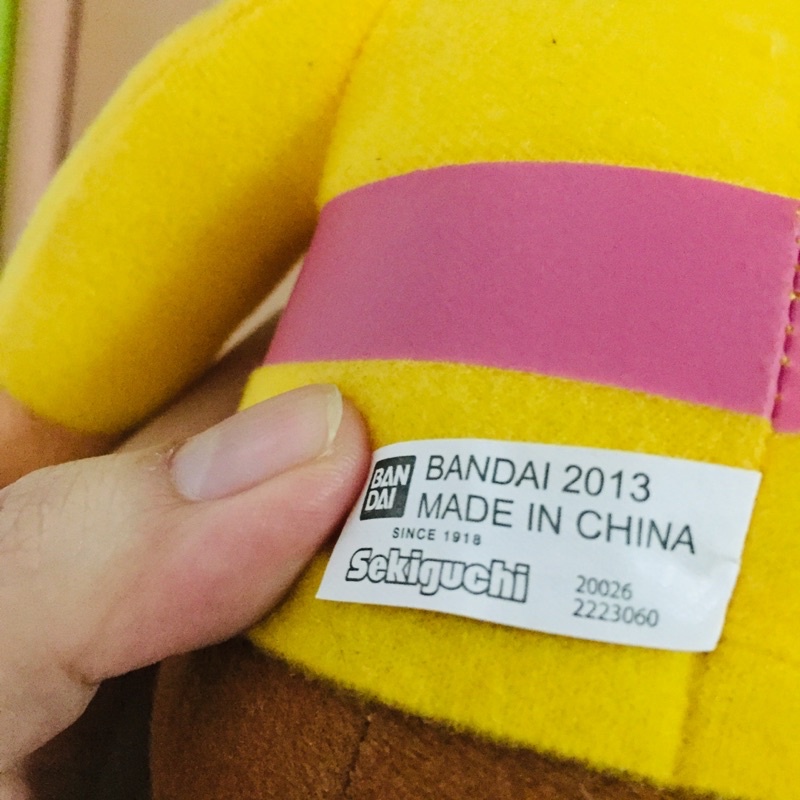 BAN
DAI
BANDAI 2013
MADE IN CHINA
SINCE 1918
Sekiguchi
20026
2223060